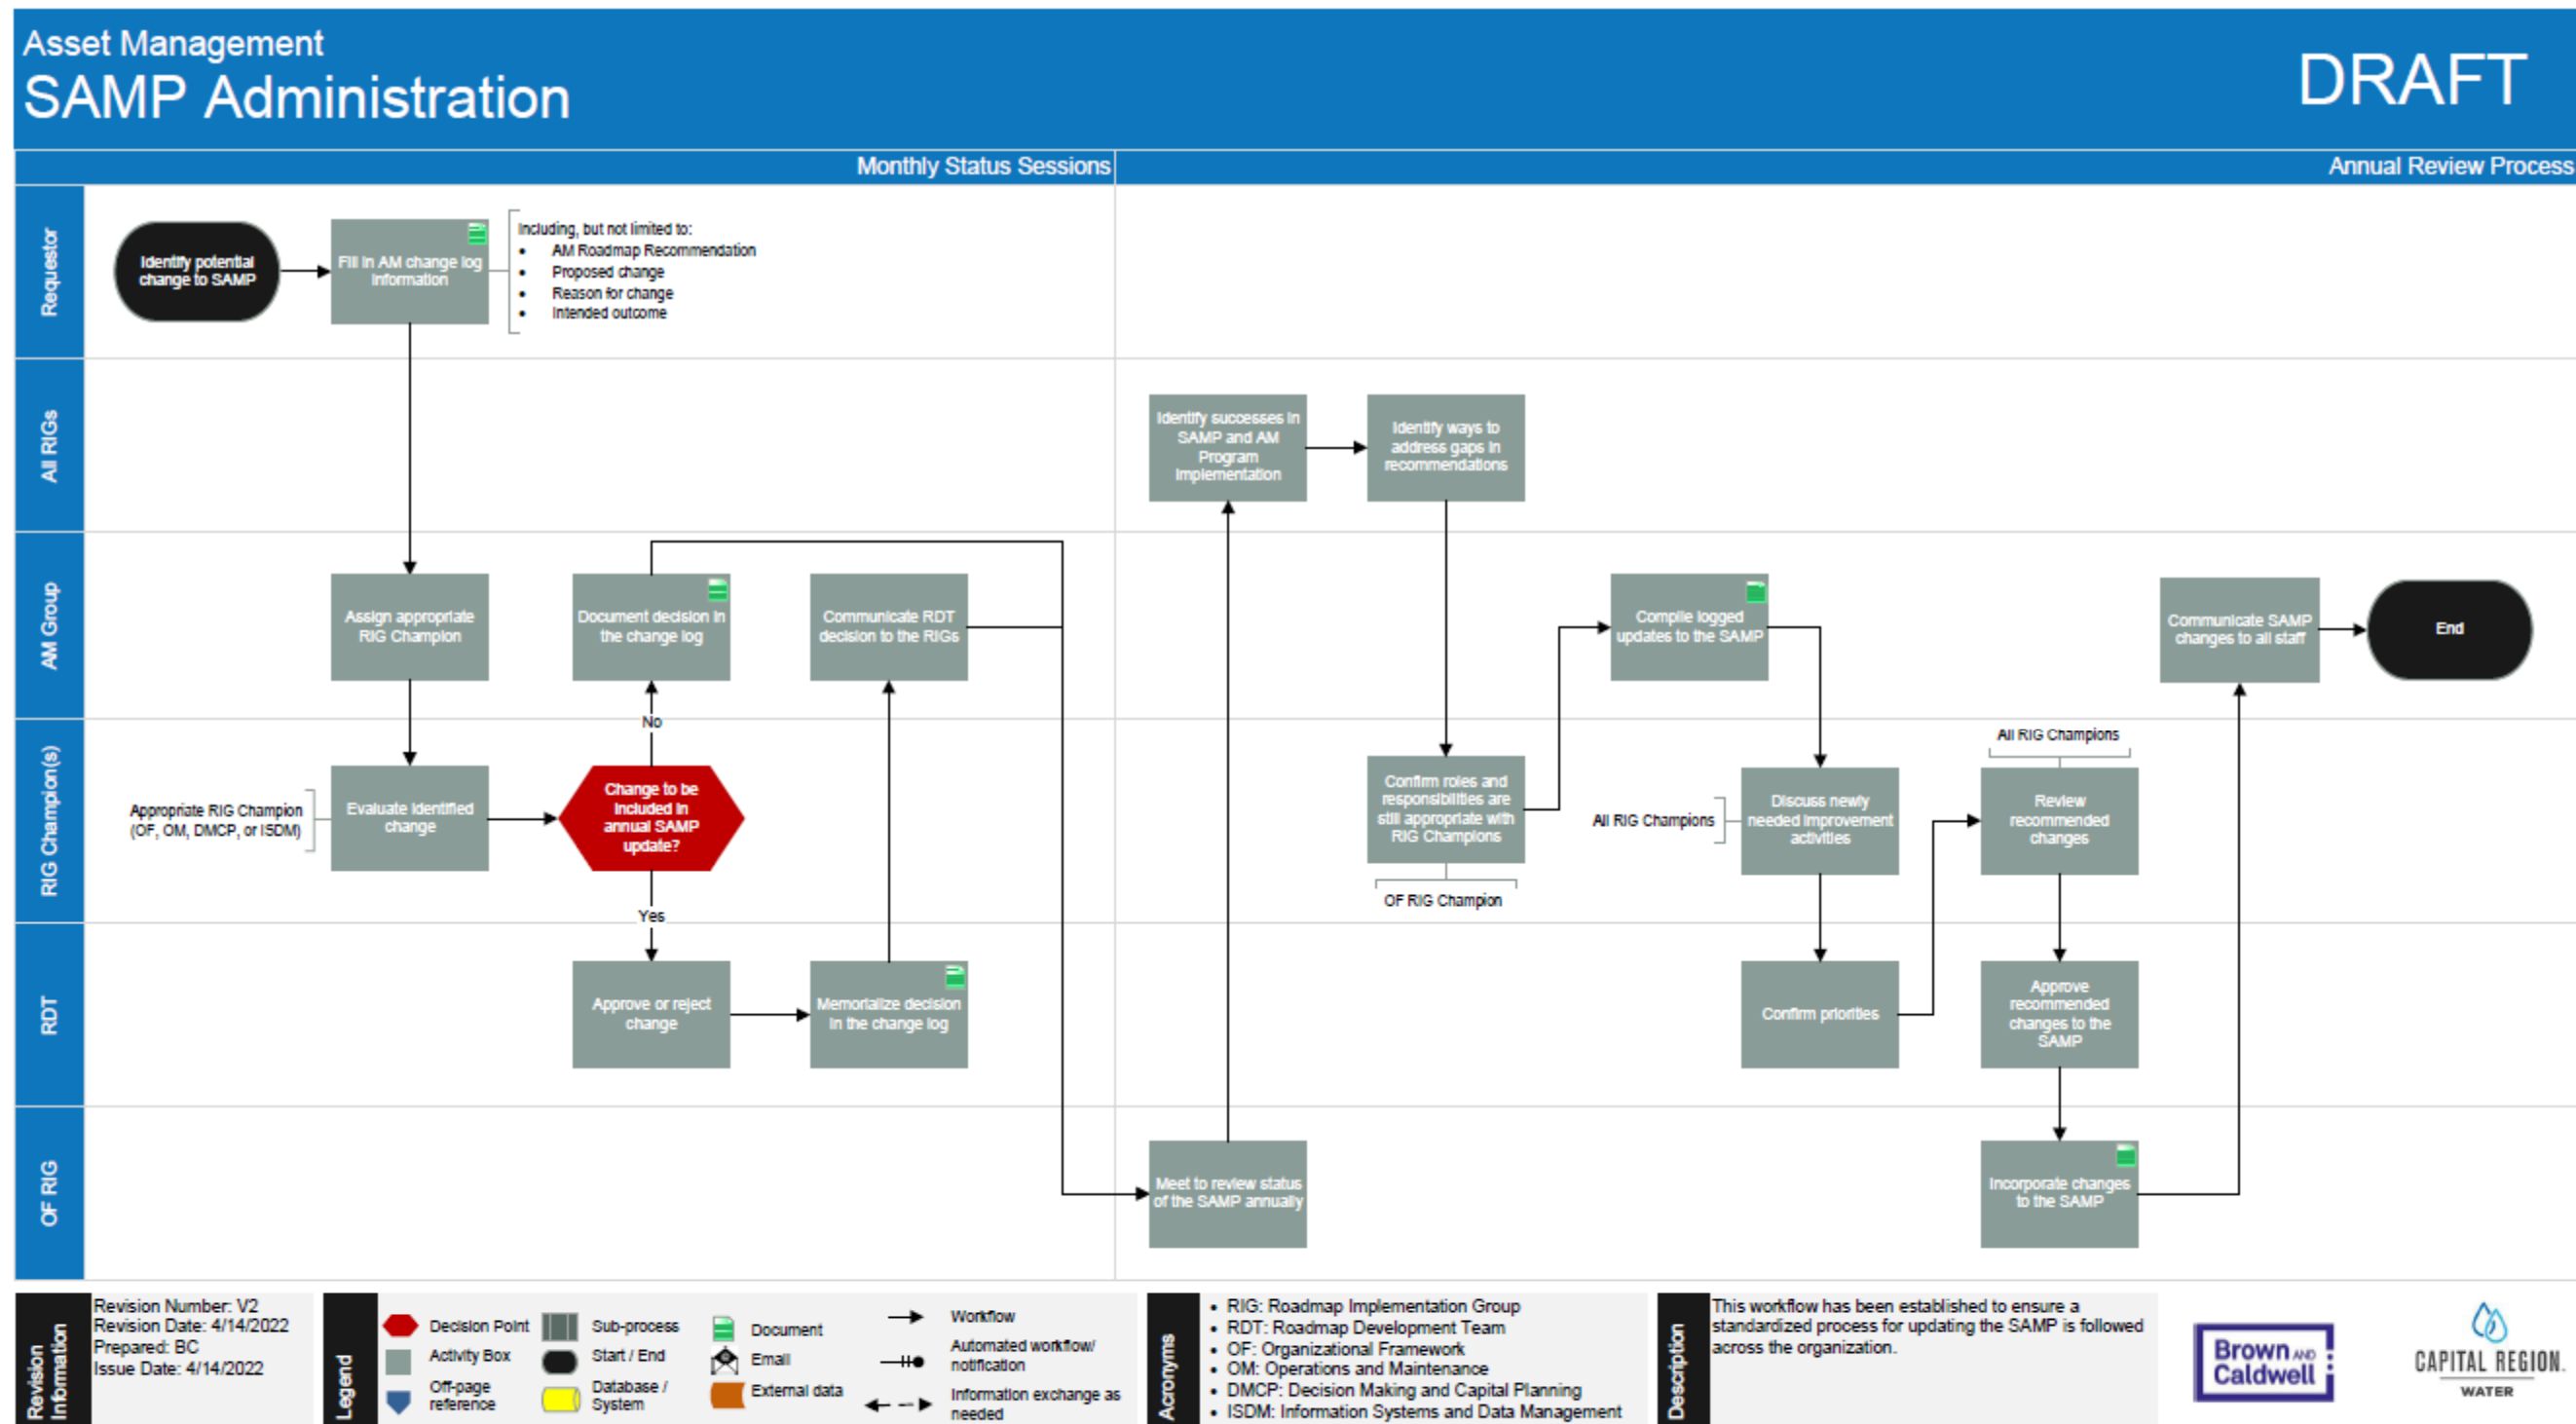 Asset Management
SAMP Administration
DRAFT
Monthly Status Sessions
Annual Review Process
Requestor
Identify potential
change to SAMP
Fill in AM change log
information
Including, but not limited to:
• AM Roadmap Recommendation
• Proposed change
• Reason for change
• Intended outcome
All RIGs
Identify successes in
SAMP and AM
Program
Implementation
Identify ways to
address gaps in
recommendations
AM Group
Assign appropriate
RIG Champion
Document decision in
the change log
Communicate RDT
decision to the RIGs
Compile logged
updates to the SAMP
Communicate SAMP
changes to all staff
End
No
RIG Champion(s)
Appropriate RIG Champion
(OF, OM, DMCP, or ISDM)
Evaluate identified
change
Change to be
included in
annual SAMP
update?
Confirm roles and
responsibilities are
still appropriate with
RIG Champions
OF RIG Champion
All RIG Champions
Discuss newly
needed improvement
activities
All RIG Champions
Review
recommended
changes
Yes
RDT
Approve or reject
change
Memorialize decision
in the change log
Confirm priorities
Approve
recommended
changes to the
SAMP
OF RIG
Meet to review status
of the SAMP annually
Incorporate changes
to the SAMP
Revision
Information
Revision Number: V2
Revision Date: 4/14/2022
Prepared: BC
Issue Date: 4/14/2022
Legend
Decision Point
Activity Box
Off-page
reference
Sub-process
Start / End
Database /
System
Document
Email
External data
Workflow
Automated workflow/
notification
Information exchange as
needed
Acronyms
• RIG: Roadmap Implementation Group
• RDT: Roadmap Development Team
• OF: Organizational Framework
• OM: Operations and Maintenance
• DMCP: Decision Making and Capital Planning
• ISDM: Information Systems and Data Management
Description
This workflow has been established to ensure a
standardized process for updating the SAMP is followed
across the organization.
Brown AND
Caldwell
CAPITAL REGION.
WATER